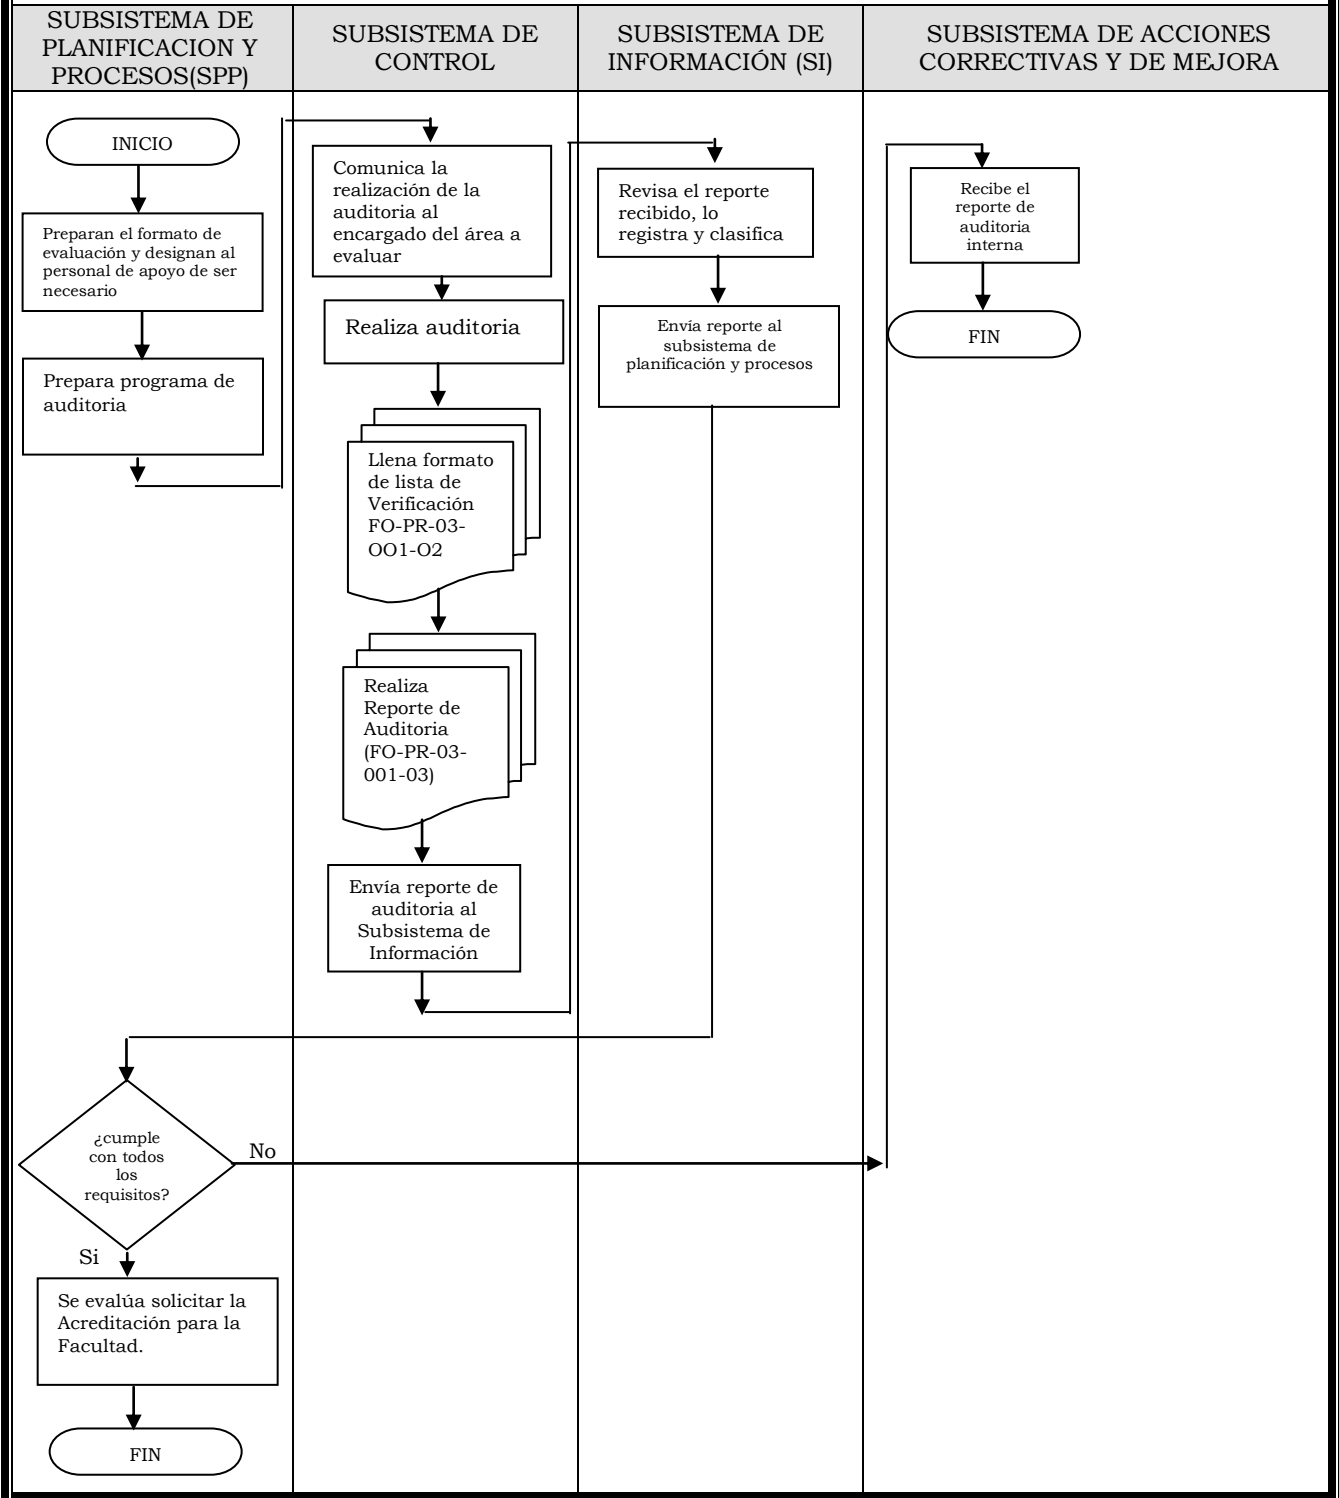 SUBSISTEMA DE
PLANIFICACION Y
PROCESOS(SPP)
SUBSISTEMA DE
CONTROL
SUBSISTEMA DE
INFORMACIÓN (SI)
SUBSISTEMA DE ACCIONES
CORRECTIVAS Y DE MEJORA
INICIO
Preparan el formato de
evaluación y designan al
personal de apoyo de ser
necesario
Prepara programa de
auditoria
Comunica la
realización de la
auditoria al
encargado del área a
evaluar
Realiza auditoria
Llena formato
de lista de
Verificación
FO-PR-03-
OO1-O2
Realiza
Reporte de
Auditoria
(FO-PR-03-
001-03)
Envía reporte de
auditoria al
Subsistema de
Información
Revisa el reporte
recibido, lo
registra y clasifica
Envía reporte al
subsistema de
planificación y procesos
Recibe el
reporte de
auditoria
interna
FIN
¿cumple
con todos
los
requisitos?
No
Si
Se evalúa solicitar la
Acreditación para la
Facultad.
FIN